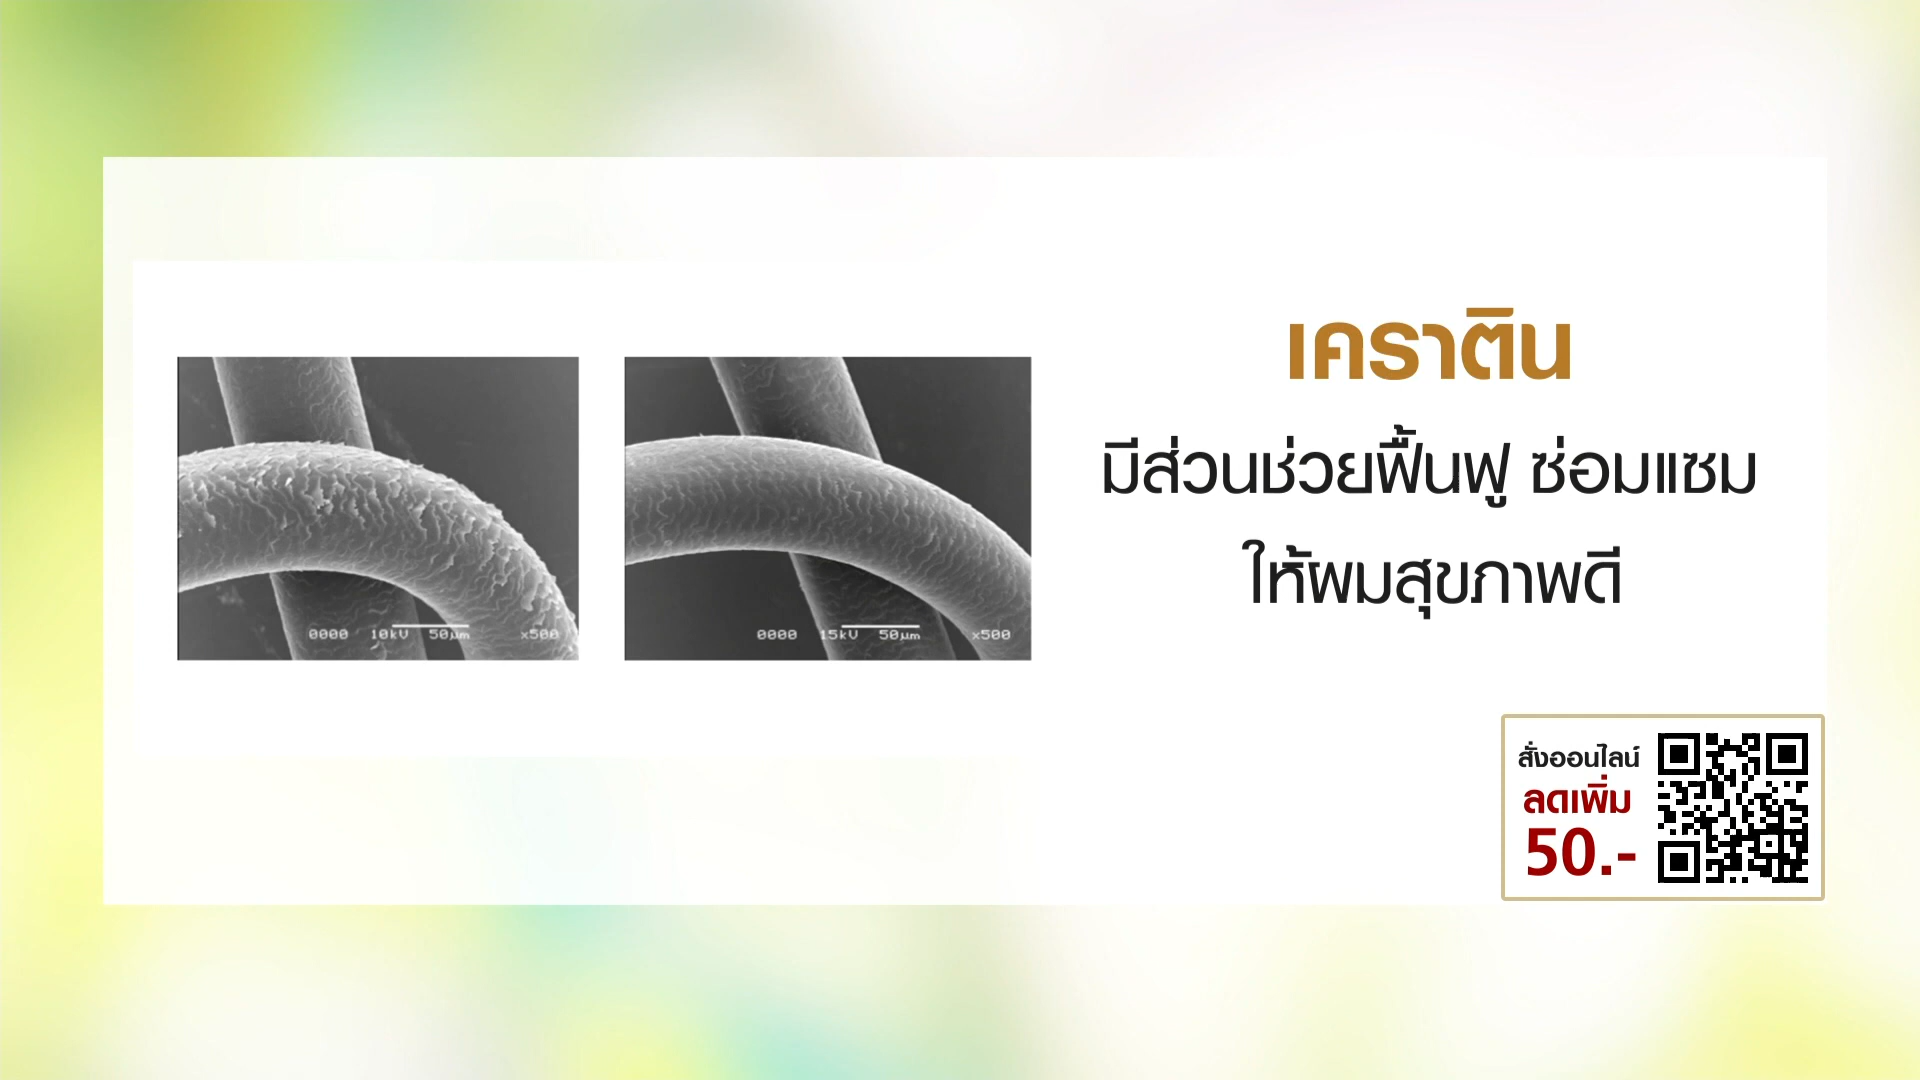 เคราติน
มีส่วนช่วยฟื้นฟู ซ่อมแซม
ให้ผมสุขภาพดี
0000 10kV 50µm x500
0000 15kV 50µm x500
สั่งออนไลน์
ลดเพิ่ม
50.-